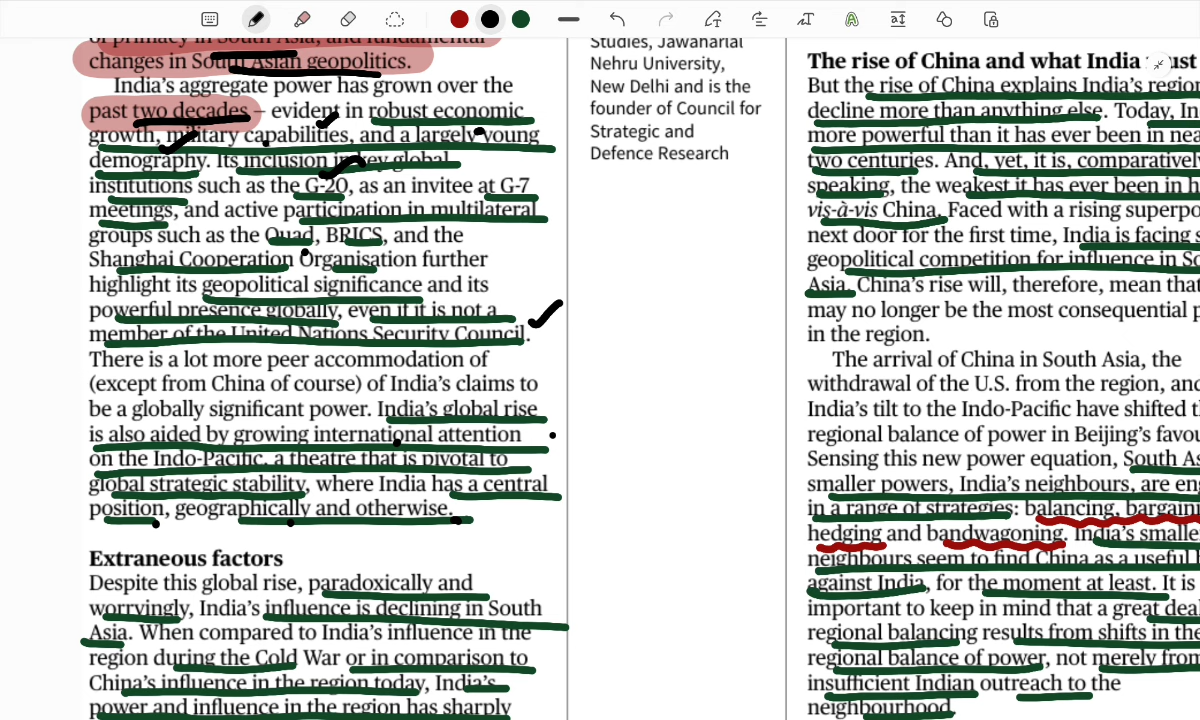 of primacy in South Asia, and fundamental
changes in South Asian geopolitics.
India's aggregate power has grown over the
past two decades — evident in robust economic
growth, military capabilities, and a largely young
demography. Its inclusion in key global
institutions such as the G-20, as an invitee at G-7
meetings, and active participation in multilateral
groups such as the Quad, BRICS, and the
Shanghai Cooperation Organisation further
highlight its geopolitical significance and its
powerful presence globally, even if it is not a
member of the United Nations Security Council.
There is a lot more peer accommodation of
(except from China of course) of India's claims to
be a globally significant power. India's global rise
is also aided by growing international attention
on the Indo-Pacific, a theatre that is pivotal to
global strategic stability, where India has a central
position, geographically and otherwise.
Extraneous factors
Despite this global rise, paradoxically and
worryingly, India's influence is declining in South
Asia. When compared to India's influence in the
region during the Cold War or in comparison to
China's influence in the region today, India's
power and influence in the region has sharply
Studies, Jawaharlal
Nehru University,
New Delhi and is the
founder of Council for
Strategic and
Defence Research
The rise of China and what India
But the rise of China explains India's
decline more than anything else. Today,
more powerful than it has ever been in
two centuries. And, yet, it is, comparatively
speaking, the weakest it has ever been in
vis-à-vis China. Faced with a rising
next door for the first time, India is facing
geopolitical competition for influence in
Asia. China's rise will, therefore, mean that
may no longer be the most consequential
in the region.
The arrival of China in South Asia, the
withdrawal of the U.S. from the region, and
India's tilt to the Indo-Pacific have shifted
regional balance of power in Beijing's
Sensing this new power equation, South
smaller powers, India's neighbours, are
in a range of strategies: balancing,
hedging and bandwagoning. India's
neighbours seem to find China as a useful
against India, for the moment at least. It is
important to keep in mind that a great deal
regional balancing results from shifts in the
regional balance of power, not merely from
insufficient Indian outreach to the
neighbourhood.